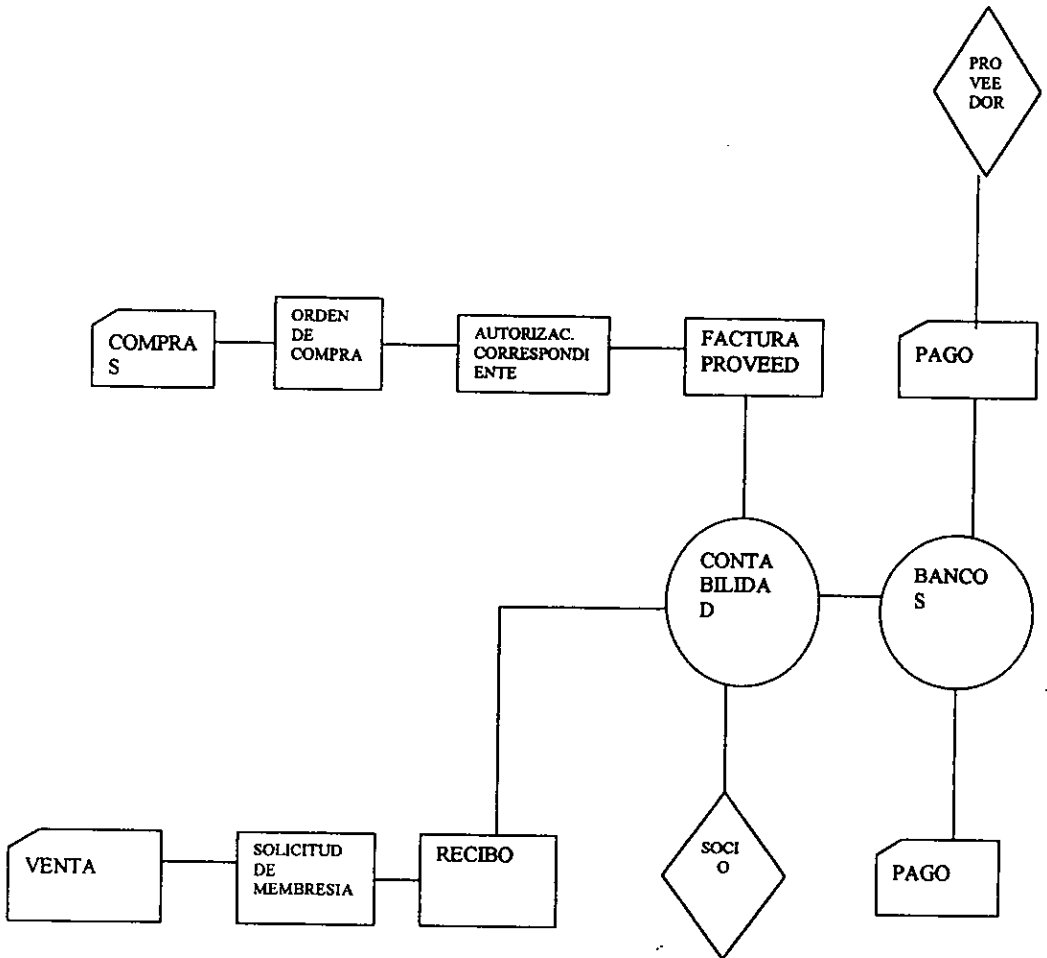 PRO
VEE
DOR
COMPRA
S
ORDEN
DE
COMPRA
AUTORIZAC.
CORRESPONDI
ENTE
FACTURA
PROVEED
PAGO
CONTA
BILIDA
D
BANCO
S
VENTA
SOLICITUD
DE
MEMBRESIA
RECIBO
SOCI
O
PAGO